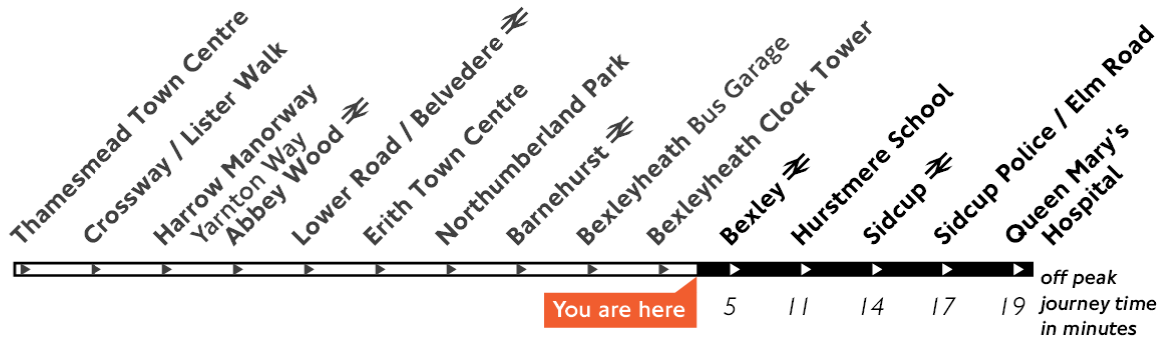 Thamesmead Town Centre
Crossway / Lister Walk
Harrow Manorway
Yarnton Way
Abbey Wood
Lower Road / Belvedere
Erith Town Centre
Northumberland Park
Barnehurst
Bexleyheath Bus Garage
Bexleyheath Clock Tower
Bexley
Hurstmere School
Sidcup
Sidcup Police / Elm Road
Queen Mary's
Hospital
You are here
5 11 14 17 19
off peak
journey time
in minutes